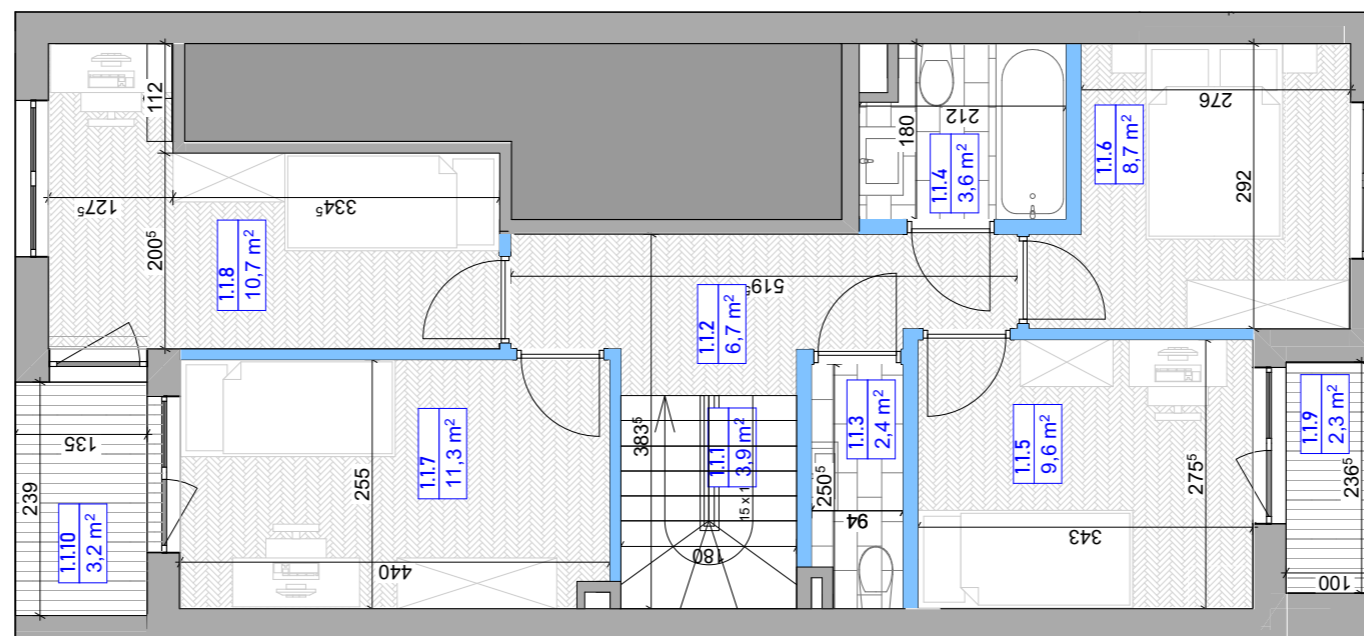 112
127⁵
334⁵
200⁵
1.1.8
10,7 m²
180
212
1.1.4
3,6 m²
1.1.6
8,7 m²
276
292
519⁵
1.1.2
6,7 m²
135
239
1.1.10
3,2 m²
1.1.7
11,3 m²
255
440
383⁵
1.1.1
3,9 m²
15 x 1
180
1.1.3
2,4 m²
250⁵
94
1.1.5
9,6 m²
275⁵
343
1.1.9
2,3 m²
236⁵
100